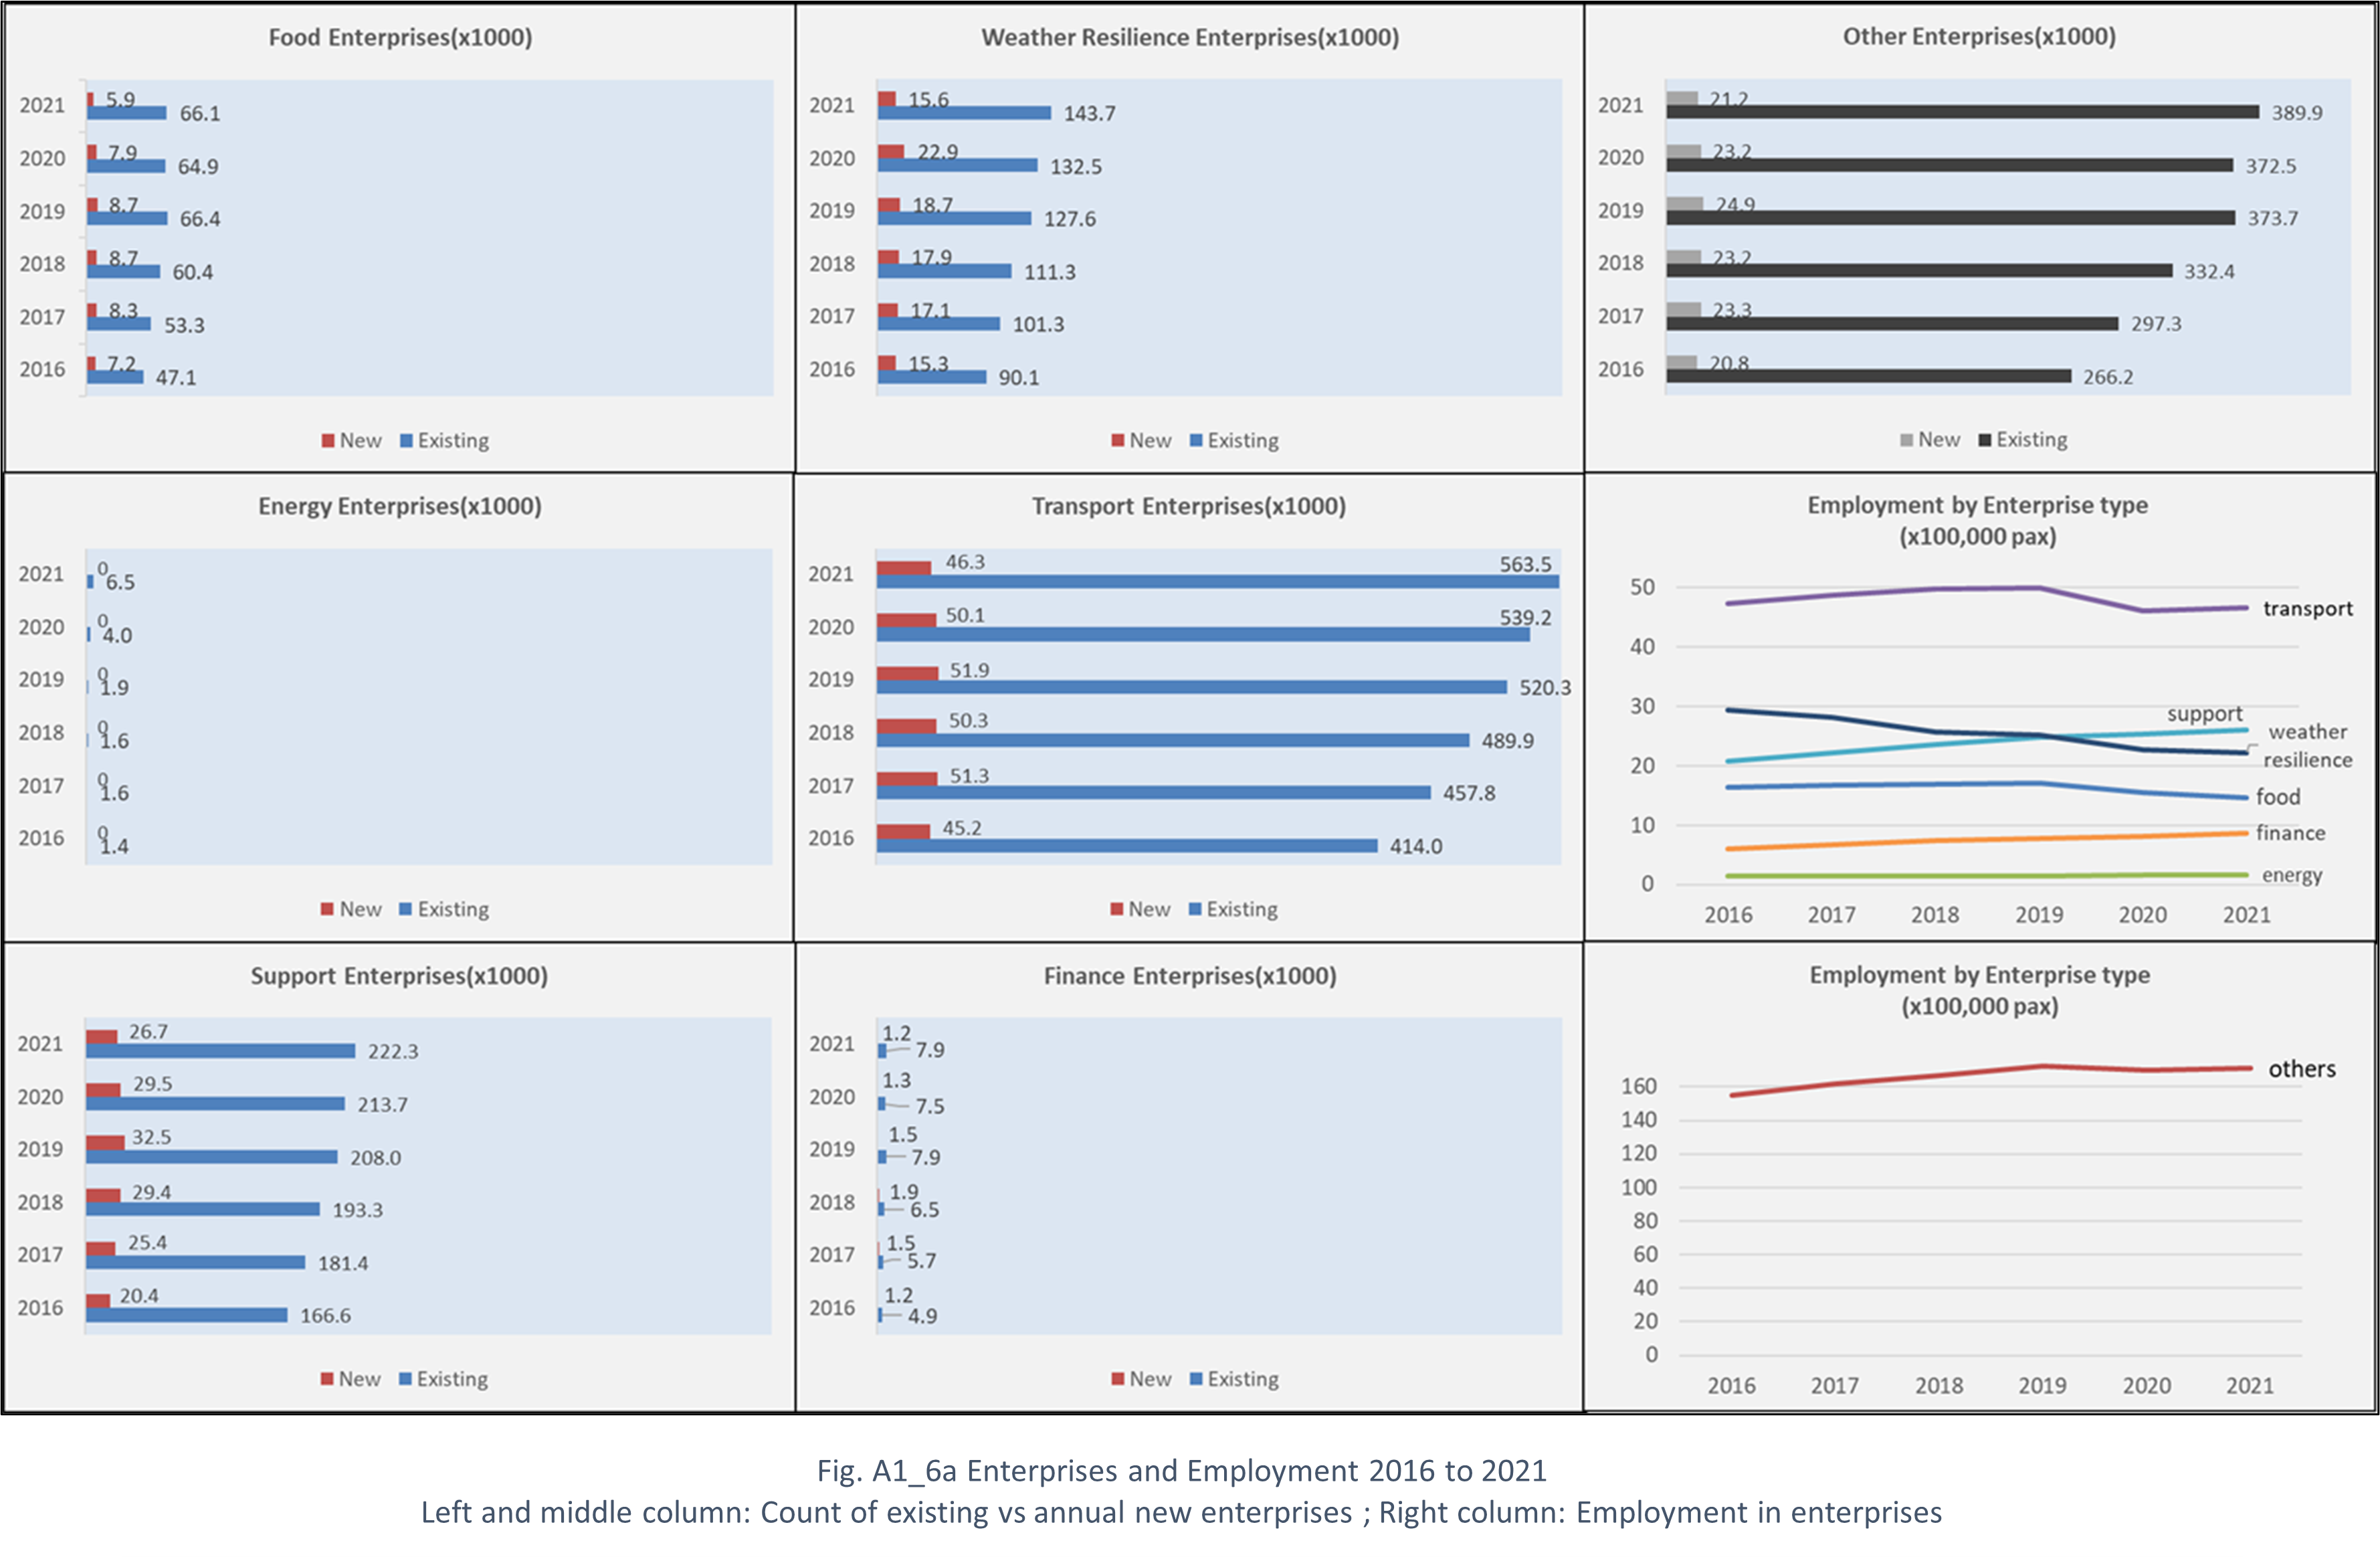 Food Enterprises(x1000)
2021 5.9 66.1
2020 7.9 64.9
2019 8.7 66.4
2018 8.7 60.4
2017 8.3 53.3
2016 7.2 47.1
New Existing
Weather Resilience Enterprises(x1000)
2021 15.6 143.7
2020 22.9 132.5
2019 18.7 127.6
2018 17.9 111.3
2017 17.1 101.3
2016 15.3 90.1
New Existing
Other Enterprises(x1000)
2021 21.2 389.9
2020 23.2 372.5
2019 24.9 373.7
2018 23.2 332.4
2017 23.3 297.3
2016 20.8 266.2
New Existing
Energy Enterprises(x1000)
2021 0 6.5
2020 0 4.0
2019 0 1.9
2018 0 1.6
2017 0 1.6
2016 0 1.4
New Existing
Transport Enterprises(x1000)
2021 46.3 563.5
2020 50.1 539.2
2019 51.9 520.3
2018 50.3 489.9
2017 51.3 457.8
2016 45.2 414.0
New Existing
Employment by Enterprise type
(x100,000 pax)
50
transport
40
30
support
weather
resilience
20
food
10
finance
energy
0
2016 2017 2018 2019 2020 2021
Support Enterprises(x1000)
2021 26.7 222.3
2020 29.5 213.7
2019 32.5 208.0
2018 29.4 193.3
2017 25.4 181.4
2016 20.4 166.6
New Existing
Finance Enterprises(x1000)
2021 1.2 7.9
2020 1.3 7.5
2019 1.5 7.9
2018 1.9 6.5
2017 1.5 5.7
2016 1.2 4.9
New Existing
Employment by Enterprise type
(x100,000 pax)
others
160
140
120
100
80
60
40
20
0
2016 2017 2018 2019 2020 2021
Fig. A1_6a Enterprises and Employment 2016 to 2021
Left and middle column: Count of existing vs annual new enterprises ; Right column: Employment in enterprises